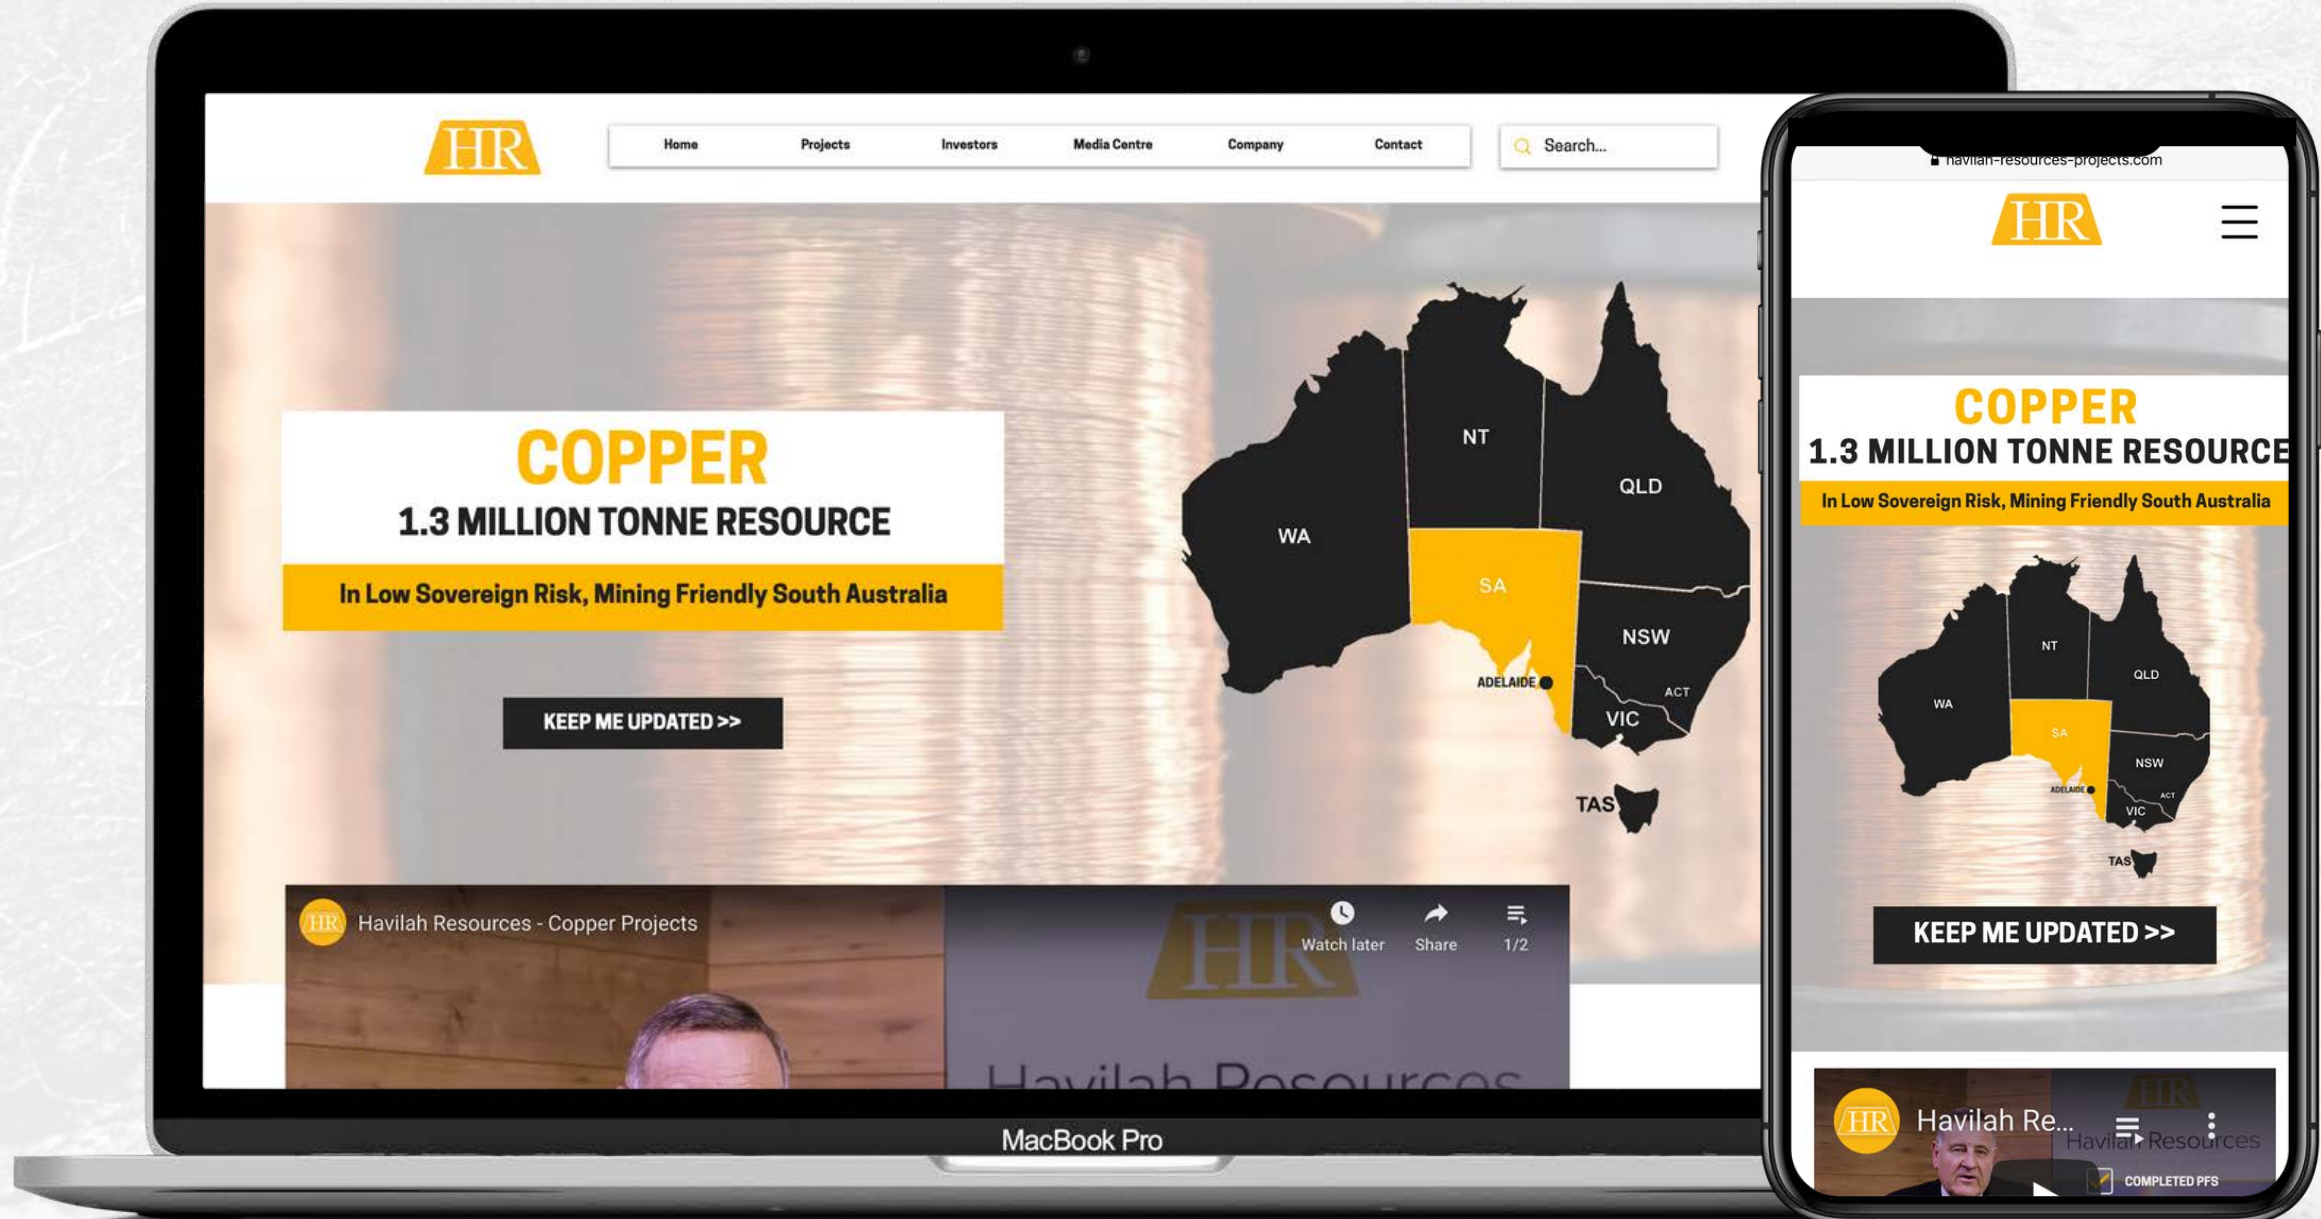 HR
Home Projects Investors Media Centre Company Contact
Search...
COPPER
1.3 MILLION TONNE RESOURCE
In Low Sovereign Risk, Mining Friendly South Australia
KEEP ME UPDATED >>
NT
QLD
WA
SA
NSW
ADELAIDE
ACT
VIC
TAS
HR Havilah Resources - Copper Projects
HR
Watch later Share 1/2
Havilah Resources
MacBook Pro
havilah-resources-projects.com
HR
COPPER
1.3 MILLION TONNE RESOURCE
In Low Sovereign Risk, Mining Friendly South Australia
NT
QLD
WA
SA
NSW
ADELAIDE
ACT
VIC
TAS
KEEP ME UPDATED >>
HR Havilah Re...
HR
Havilah Resources
COMPLETED PFS